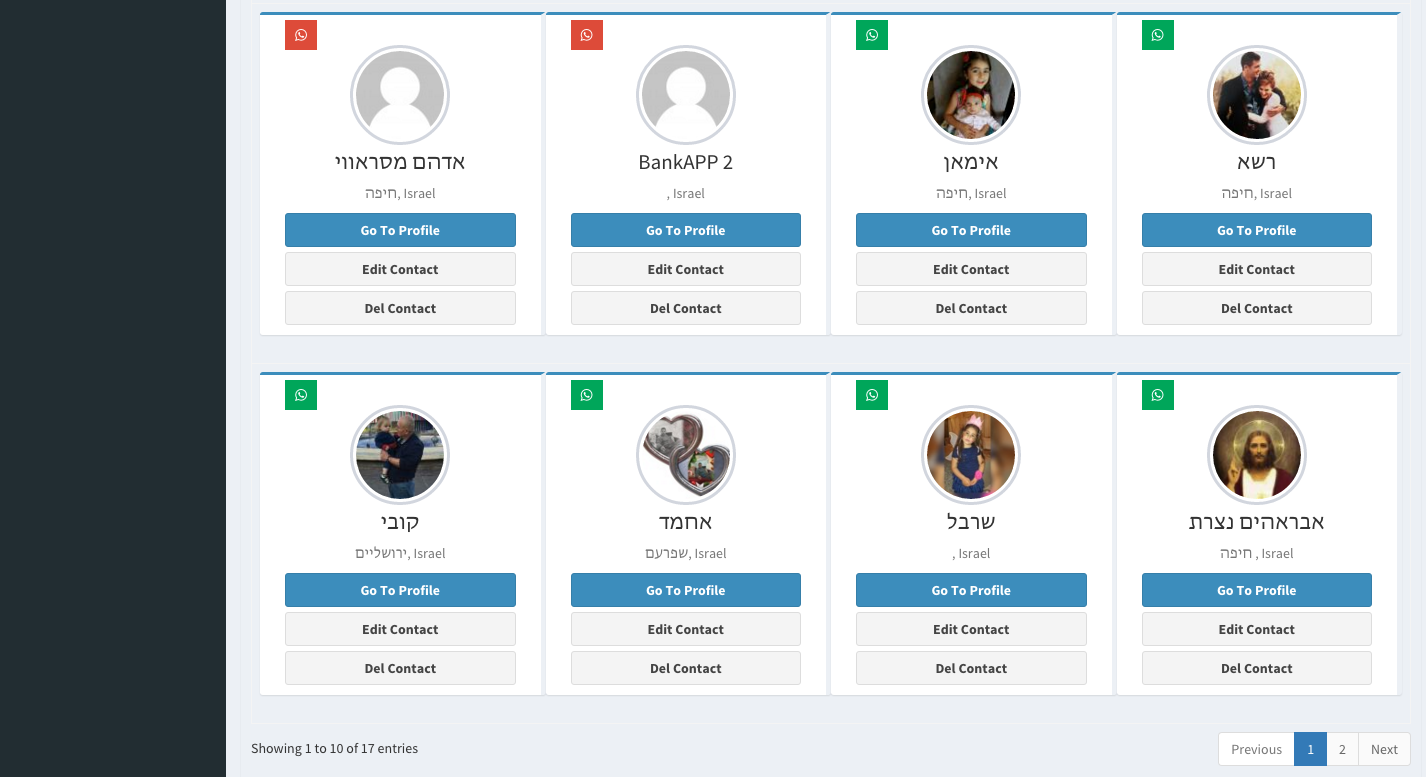 אדהם מסראווי
חיפה, Israel
Go To Profile
Edit Contact
Del Contact
BankAPP 2
, Israel
Go To Profile
Edit Contact
Del Contact
אימאן
חיפה, Israel
Go To Profile
Edit Contact
Del Contact
רשא
חיפה, Israel
Go To Profile
Edit Contact
Del Contact
קובי
ירושליים, Israel
Go To Profile
Edit Contact
Del Contact
אחמד
שפרעם, Israel
Go To Profile
Edit Contact
Del Contact
שרבל
, Israel
Go To Profile
Edit Contact
Del Contact
אבראהים נצרת
חיפה , Israel
Go To Profile
Edit Contact
Del Contact
Showing 1 to 10 of 17 entries
Previous 1 2 Next